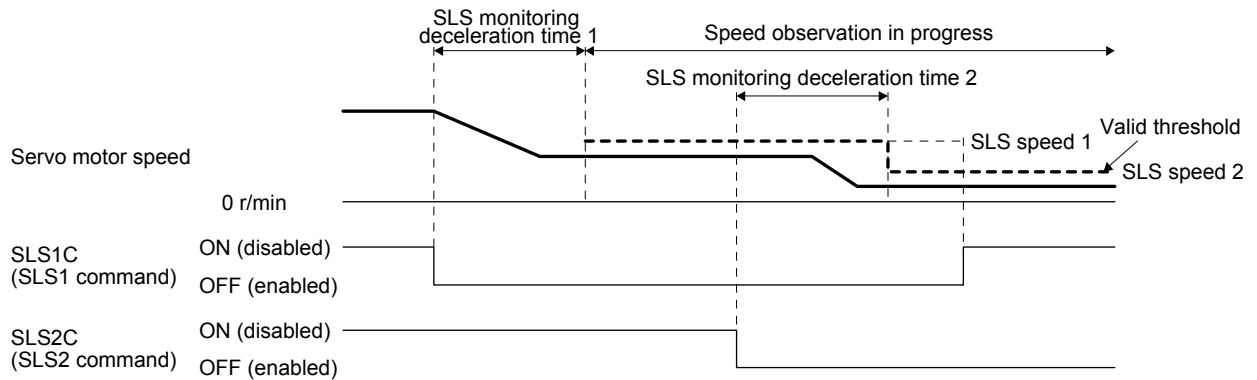 SLS monitoring
deceleration time 1
Speed observation in progress
SLS monitoring deceleration time 2
Valid threshold
SLS speed 1
Servo motor speed
SLS speed 2
0 r/min
SLS1C
(SLS1 command)
ON (disabled)
OFF (enabled)
SLS2C
(SLS2 command)
ON (disabled)
OFF (enabled)